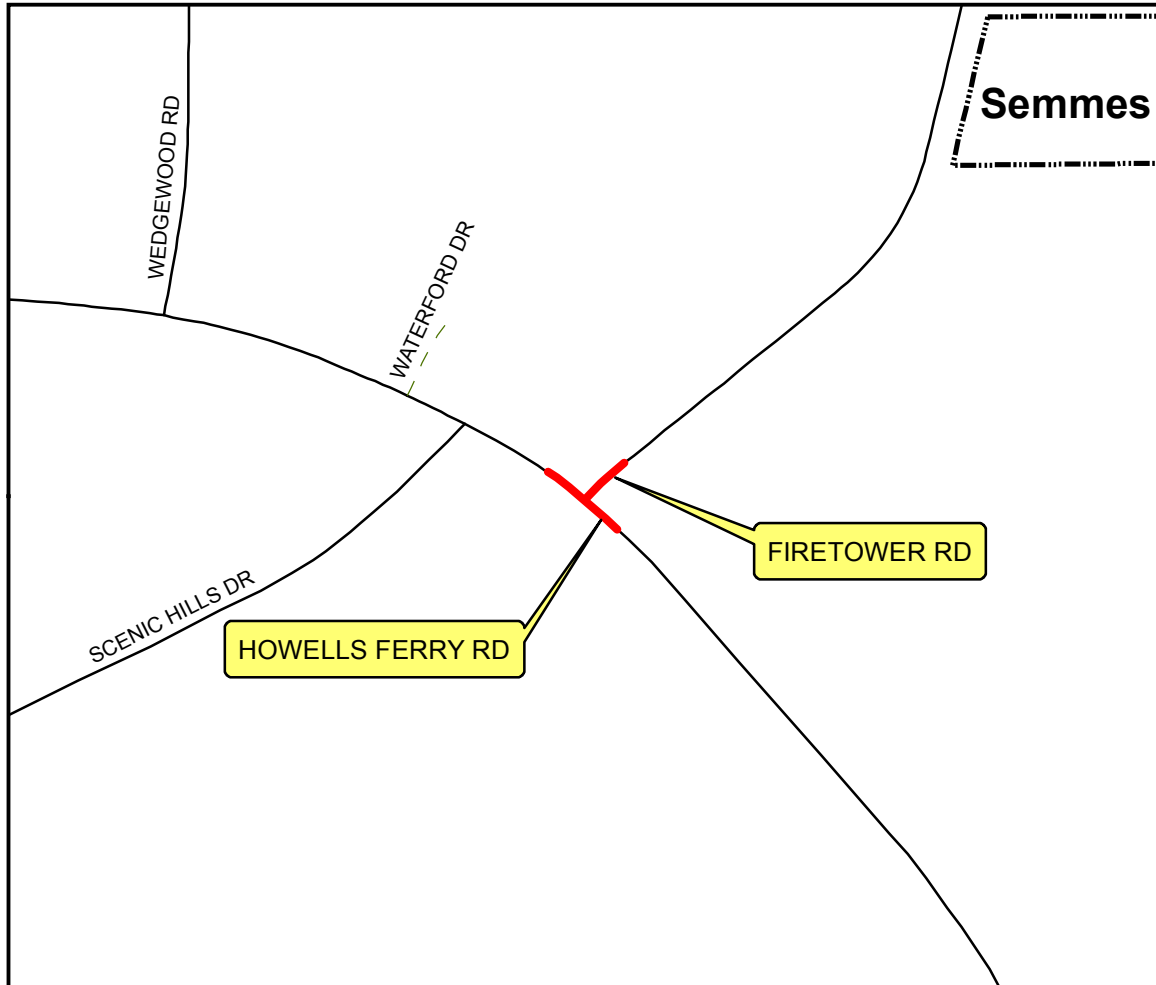 Semmes
WEDGEWOOD RD
WATERFORD DR
FIRETOWER RD
SCENIC HILLS DR
HOWELLS FERRY RD